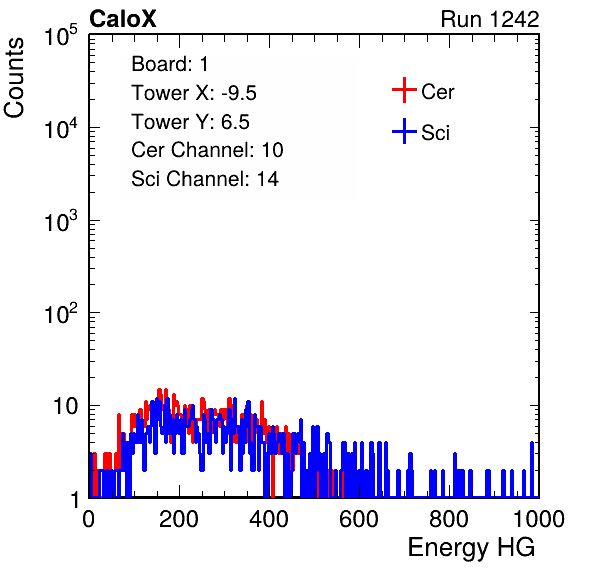 CaloX Run 1242
Counts
Board: 1
Tower X: -9.5
Tower Y: 6.5
Cer Channel: 10
Sci Channel: 14
Cer
Sci
10^5
10^4
10^3
10^2
10
1
0 200 400 600 800 1000
Energy HG